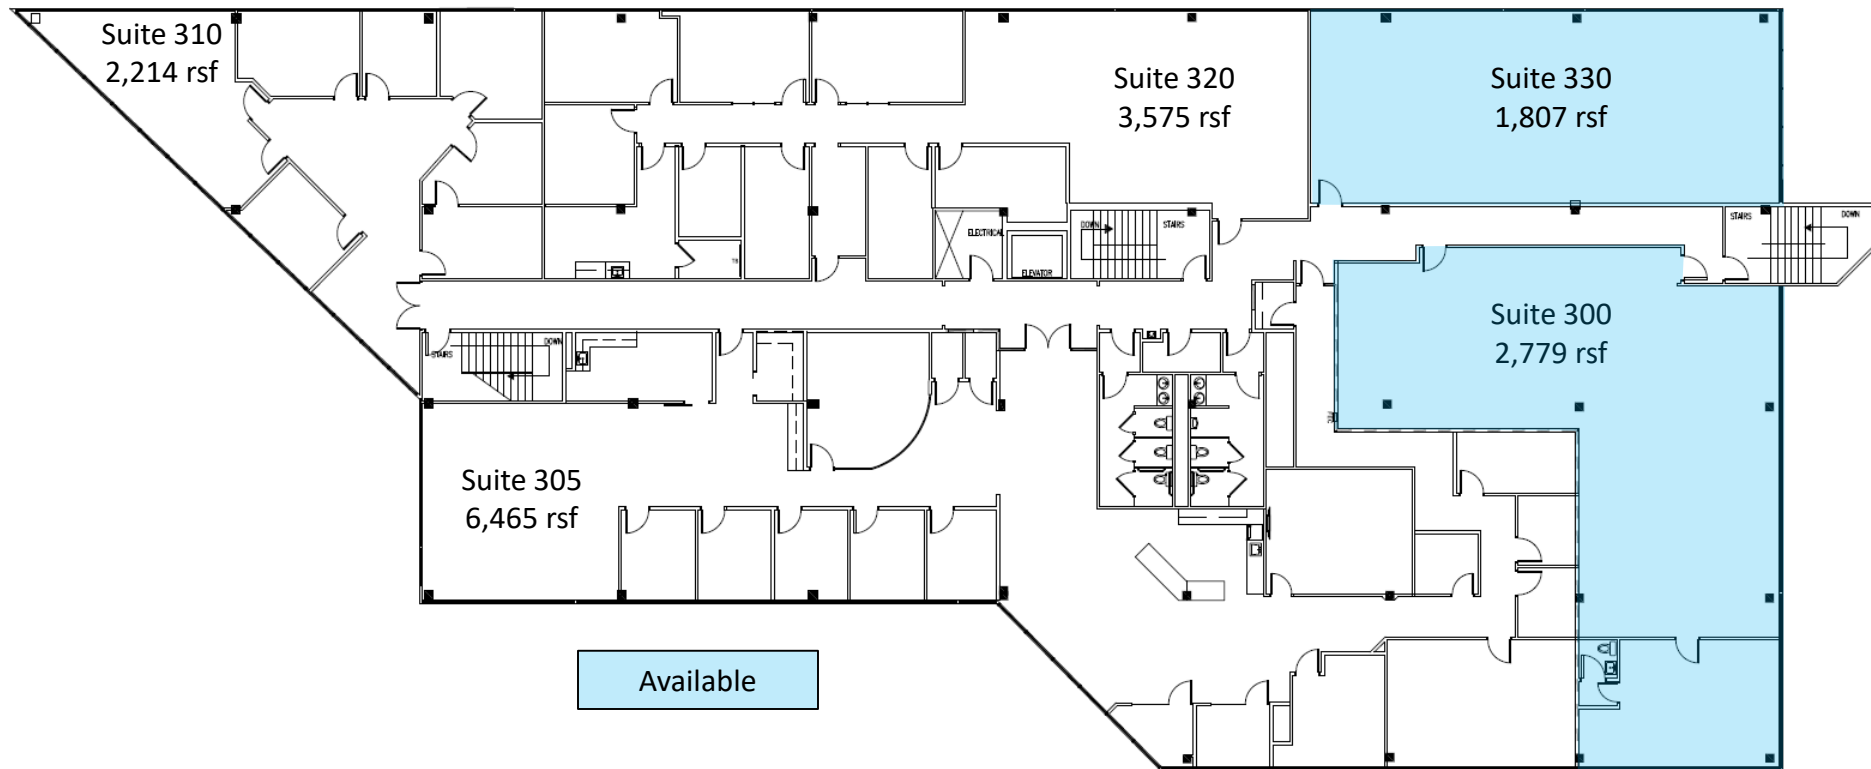 Suite 310
2,214 rsf
Suite 320
3,575 rsf
Suite 330
1,807 rsf
ELECTRICAL
ELEVATOR
DOWN
STAIRS
STAIRS
DOWN
STAIRS
DOWN
Suite 300
2,779 rsf
Suite 305
6,465 rsf
Available